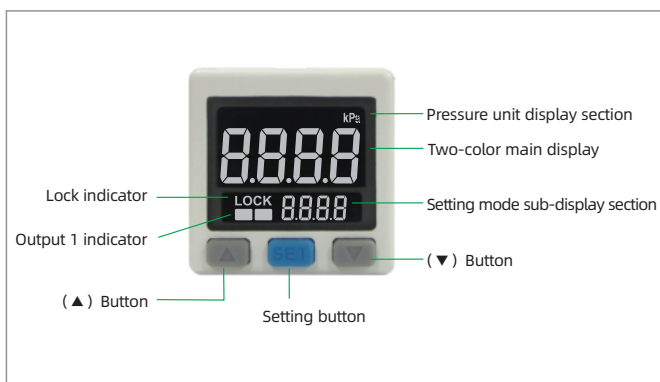 kPa
Pressure unit display section
8.8.8.8
Two-color main display
Lock indicator
LOCK
8.8.8.8
Setting mode sub-display section
Output 1 indicator
▲
SET
▼
(▼) Button
(▲) Button
Setting button